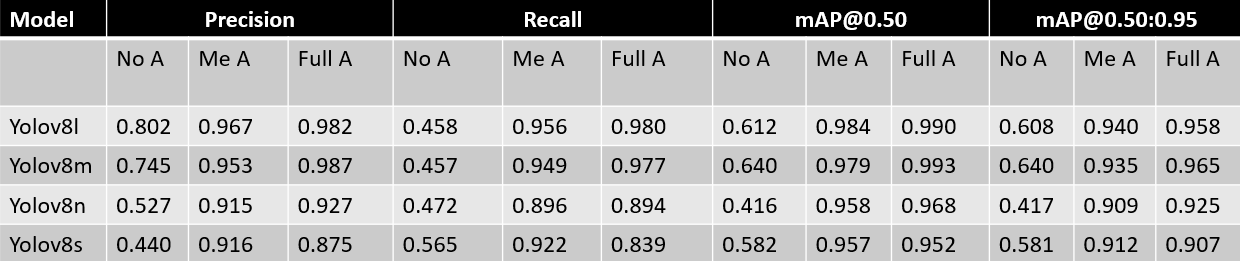 Model Precision Recall mAP@0.50 mAP@0.50:0.95
No A Me A Full A No A Me A Full A No A Me A Full A No A Me A Full A
Yolov8l 0.802 0.967 0.982 0.458 0.956 0.980 0.612 0.984 0.990 0.608 0.940 0.958
Yolov8m 0.745 0.953 0.987 0.457 0.949 0.977 0.640 0.979 0.993 0.640 0.935 0.965
Yolov8n 0.527 0.915 0.927 0.472 0.896 0.894 0.416 0.958 0.968 0.417 0.909 0.925
Yolov8s 0.440 0.916 0.875 0.565 0.922 0.839 0.582 0.957 0.952 0.581 0.912 0.907